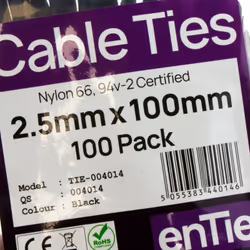 Cable Ties
Nylon 66, 94v-2 Certified
2.5mm x 100mm
100 Pack
Model : TIE-004014
QS : 004014
Colour : Black
5 055383 440146
CE
RoHS
enTie